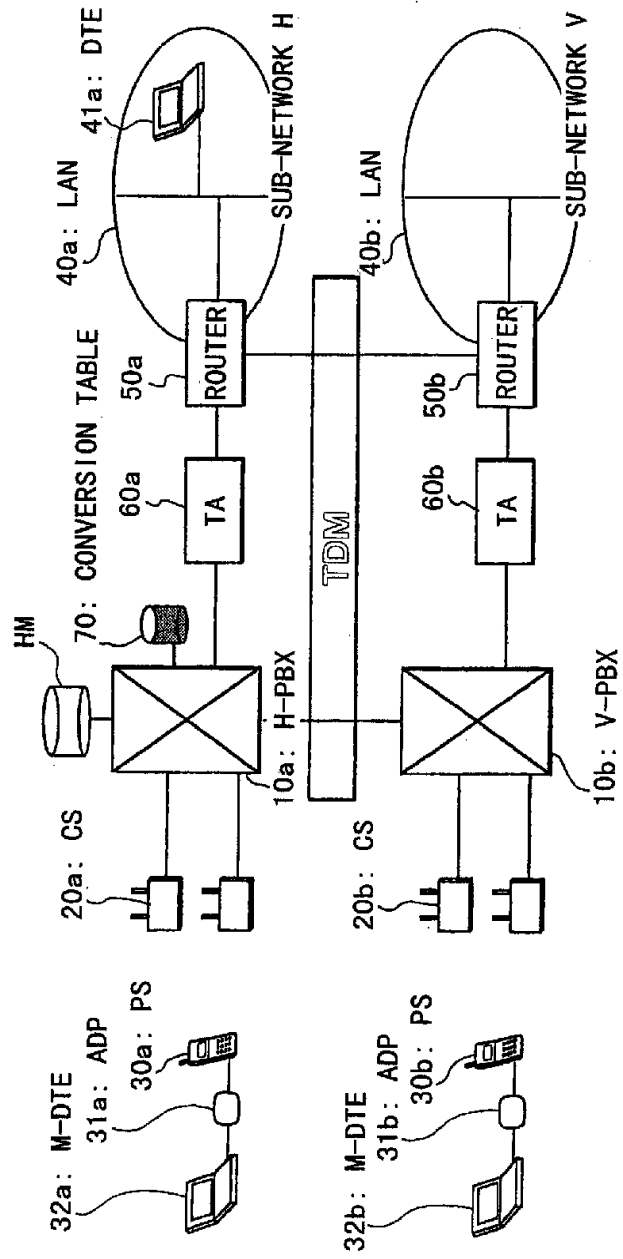 HM
70: CONVERSION TABLE
40a: LAN
41a: DTE
20a: CS
60a
50a
TA
ROUTER
SUB-NETWORK H
32a: M-DTE
31a: ADP
30a: PS
10a: H-PBX
TDM
40b: LAN
20b: CS
60b
50b
TA
ROUTER
SUB-NETWORK V
32b: M-DTE
31b: ADP
30b: PS
10b: V-PBX